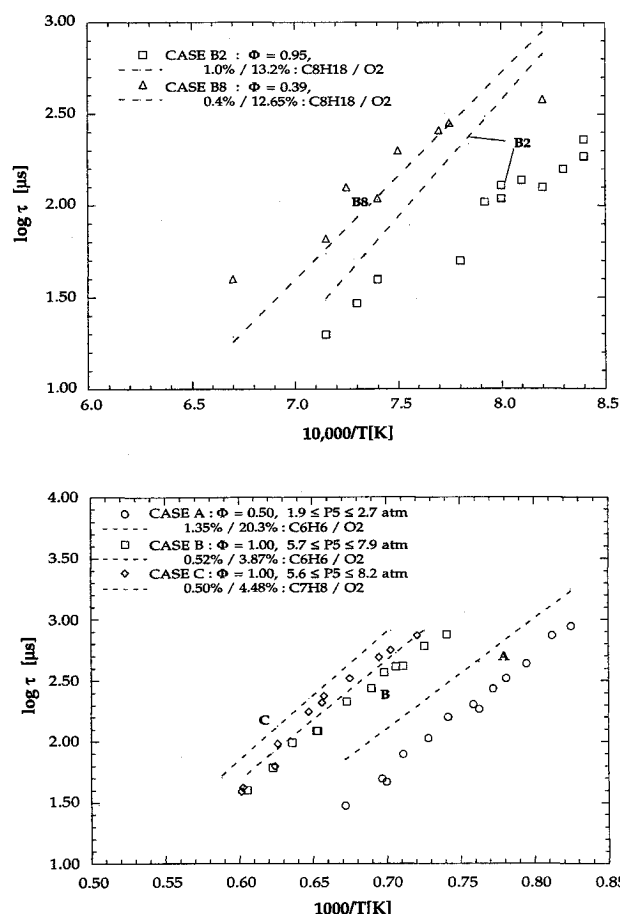 3.00
CASE B2 : Φ = 0.95,
1.0% / 13.2% : C8H18 / O2
CASE B8 : Φ = 0.39,
0.4% / 12.65% : C8H18 / O2
2.50
B2
log τ [µs]
2.00
B8
1.50
1.00
6.0 6.5 7.0 7.5 8.0 8.5
10,000/T[K]
4.00
CASE A : Φ = 0.50, 1.9 ≤ P5 ≤ 2.7 atm
1.35% / 20.3% : C6H6 / O2
CASE B : Φ = 1.00, 5.7 ≤ P5 ≤ 7.9 atm
3.50
0.52% / 3.87% : C6H6 / O2
CASE C : Φ = 1.00, 5.6 ≤ P5 ≤ 8.2 atm
0.50% / 4.48% : C7H8 / O2
3.00
A
log τ [µs]
2.50
B
C
2.00
1.50
1.00
0.50 0.55 0.60 0.65 0.70 0.75 0.80 0.85
1000/T[K]